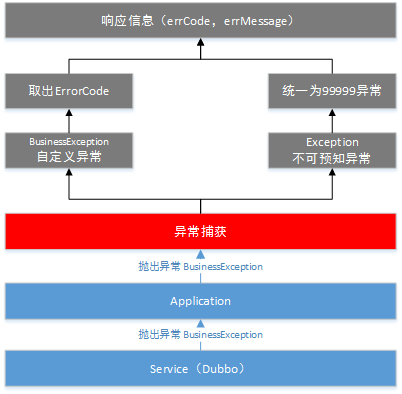 响应信息（errCode，errMessage）
取出ErrorCode
统一为99999异常
BusinessException
自定义异常
Exception
不可预知异常
异常捕获
抛出异常 BusinessException
Application
抛出异常 BusinessException
Service（Dubbo）